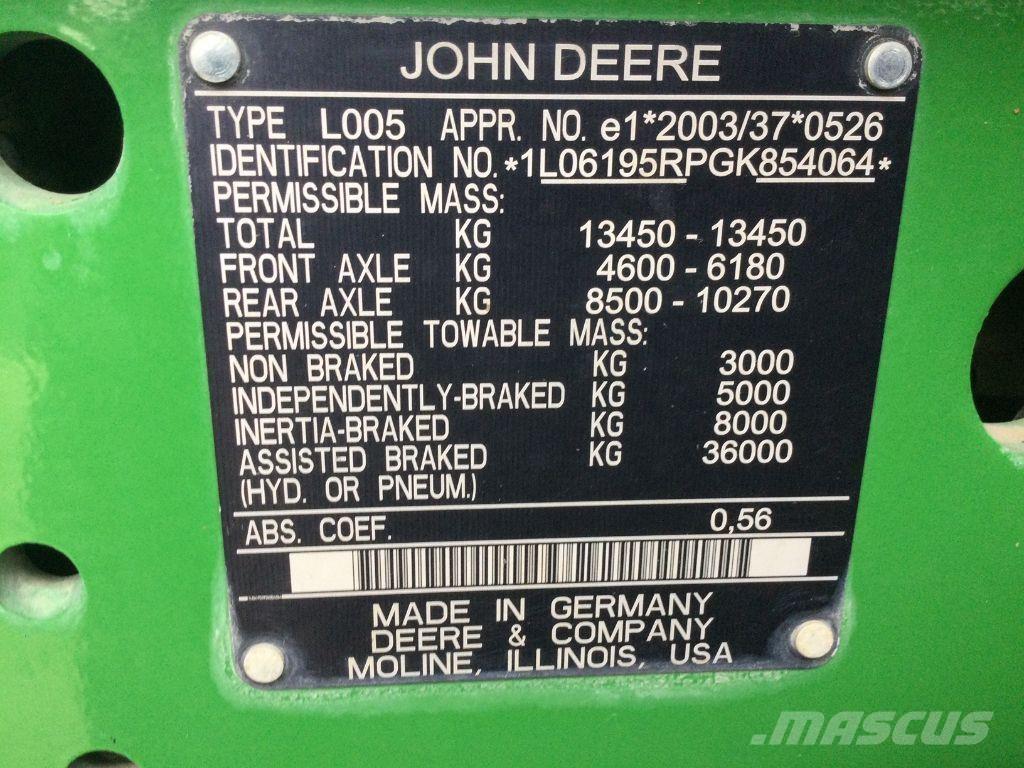 JOHN DEERE
TYPE L005 APPR. NO. e1*2003/37*0526
IDENTIFICATION NO. *1L06195RPGK854064*
PERMISSIBLE MASS:
TOTAL KG 13450 - 13450
FRONT AXLE KG 4600 - 6180
REAR AXLE KG 8500 - 10270
PERMISSIBLE TOWABLE MASS:
NON BRAKED KG 3000
INDEPENDENTLY-BRAKED KG 5000
INERTIA-BRAKED KG 8000
ASSISTED BRAKED KG 36000
(HYD. OR PNEUM.)
ABS. COEF. 0,56
MADE IN GERMANY
DEERE & COMPANY
MOLINE, ILLINOIS, USA
MASCUS